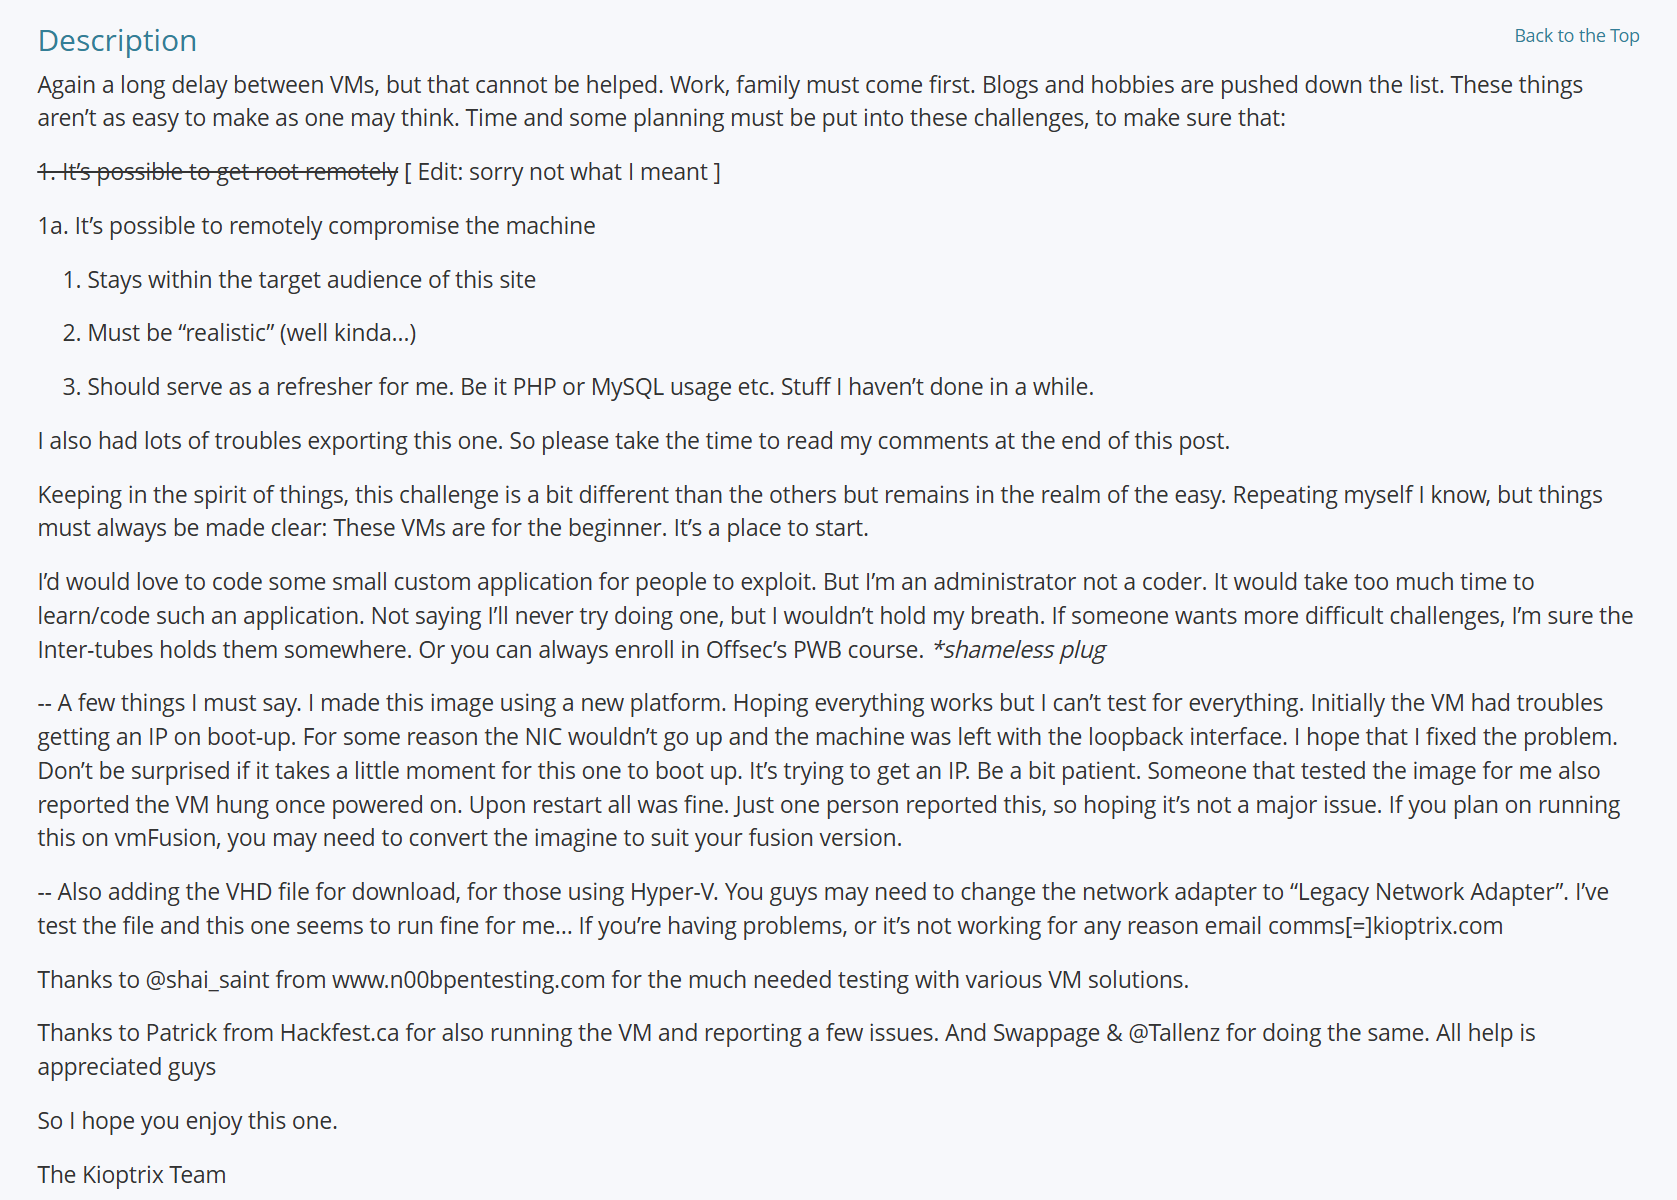 Description
Back to the Top
Again a long delay between VMs, but that cannot be helped. Work, family must come first. Blogs and hobbies are pushed down the list. These things
aren’t as easy to make as one may think. Time and some planning must be put into these challenges, to make sure that:
1. It’s possible to get root remotely [ Edit: sorry not what I meant ]
1a. It’s possible to remotely compromise the machine
1. Stays within the target audience of this site
2. Must be “realistic” (well kinda…)
3. Should serve as a refresher for me. Be it PHP or MySQL usage etc. Stuff I haven’t done in a while.
I also had lots of troubles exporting this one. So please take the time to read my comments at the end of this post.
Keeping in the spirit of things, this challenge is a bit different than the others but remains in the realm of the easy. Repeating myself I know, but things
must always be made clear: These VMs are for the beginner. It’s a place to start.
I’d would love to code some small custom application for people to exploit. But I’m an administrator not a coder. It would take too much time to
learn/code such an application. Not saying I’ll never try doing one, but I wouldn’t hold my breath. If someone wants more difficult challenges, I’m sure the
Inter-tubes holds them somewhere. Or you can always enroll in Offsec’s PWB course. *shameless plug
-- A few things I must say. I made this image using a new platform. Hoping everything works but I can’t test for everything. Initially the VM had troubles
getting an IP on boot-up. For some reason the NIC wouldn’t go up and the machine was left with the loopback interface. I hope that I fixed the problem.
Don’t be surprised if it takes a little moment for this one to boot up. It’s trying to get an IP. Be a bit patient. Someone that tested the image for me also
reported the VM hung once powered on. Upon restart all was fine. Just one person reported this, so hoping it’s not a major issue. If you plan on running
this on vmFusion, you may need to convert the imagine to suit your fusion version.
-- Also adding the VHD file for download, for those using Hyper-V. You guys may need to change the network adapter to “Legacy Network Adapter”. I’ve
test the file and this one seems to run fine for me… If you’re having problems, or it’s not working for any reason email comms[=]kioptrix.com
Thanks to @shai_saint from www.n00bpentesting.com for the much needed testing with various VM solutions.
Thanks to Patrick from Hackfest.ca for also running the VM and reporting a few issues. And Swappage & @Tallenz for doing the same. All help is
appreciated guys
So I hope you enjoy this one.
The Kioptrix Team